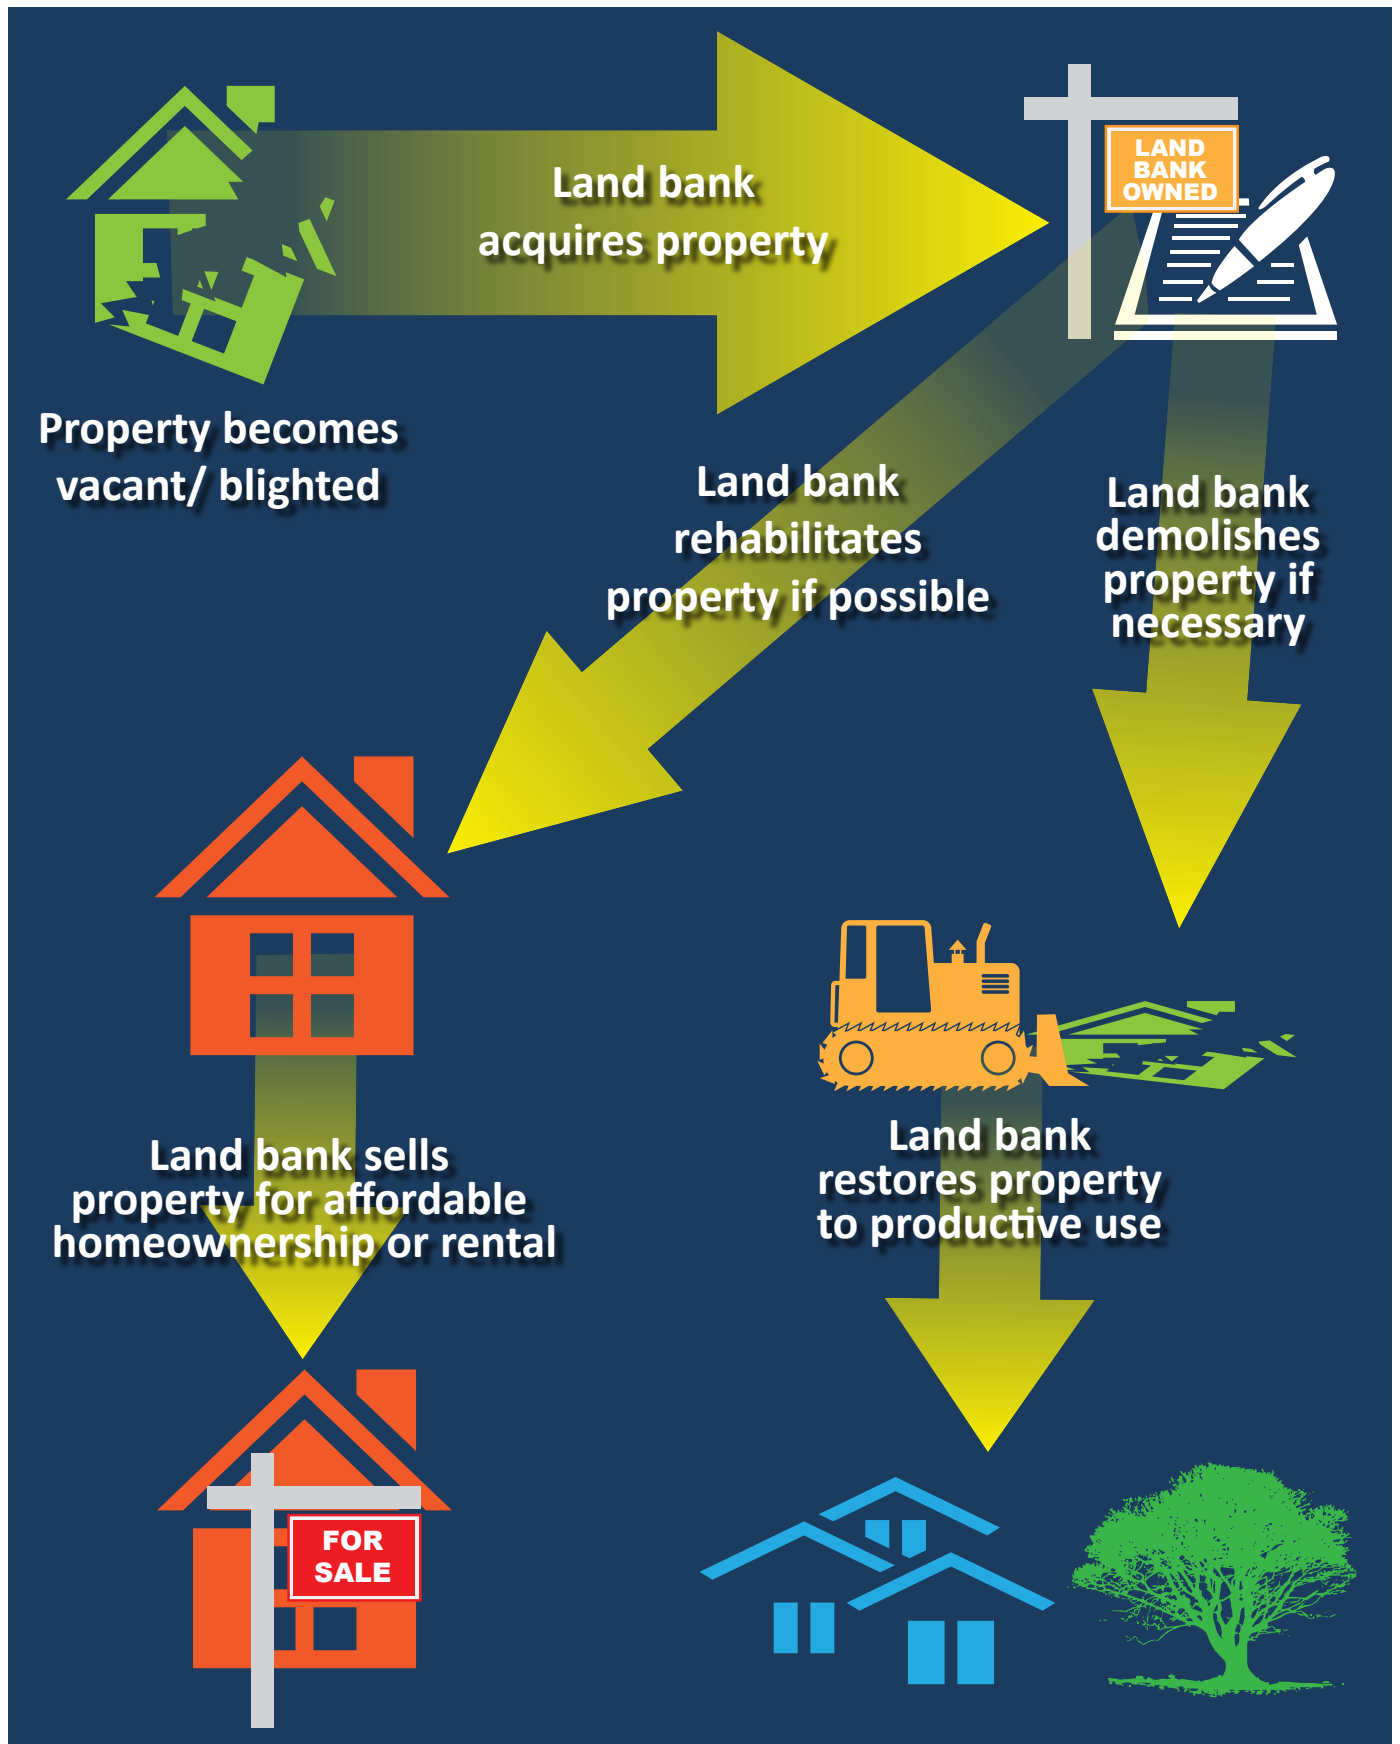 Land bank
acquires property
LAND
BANK
OWNED
Property becomes
vacant/ blighted
Land bank
rehabilitates
property if possible
Land bank
demolishes
property if
necessary
Land bank sells
property for affordable
homeownership or rental
Land bank
restores property
to productive use
FOR
SALE